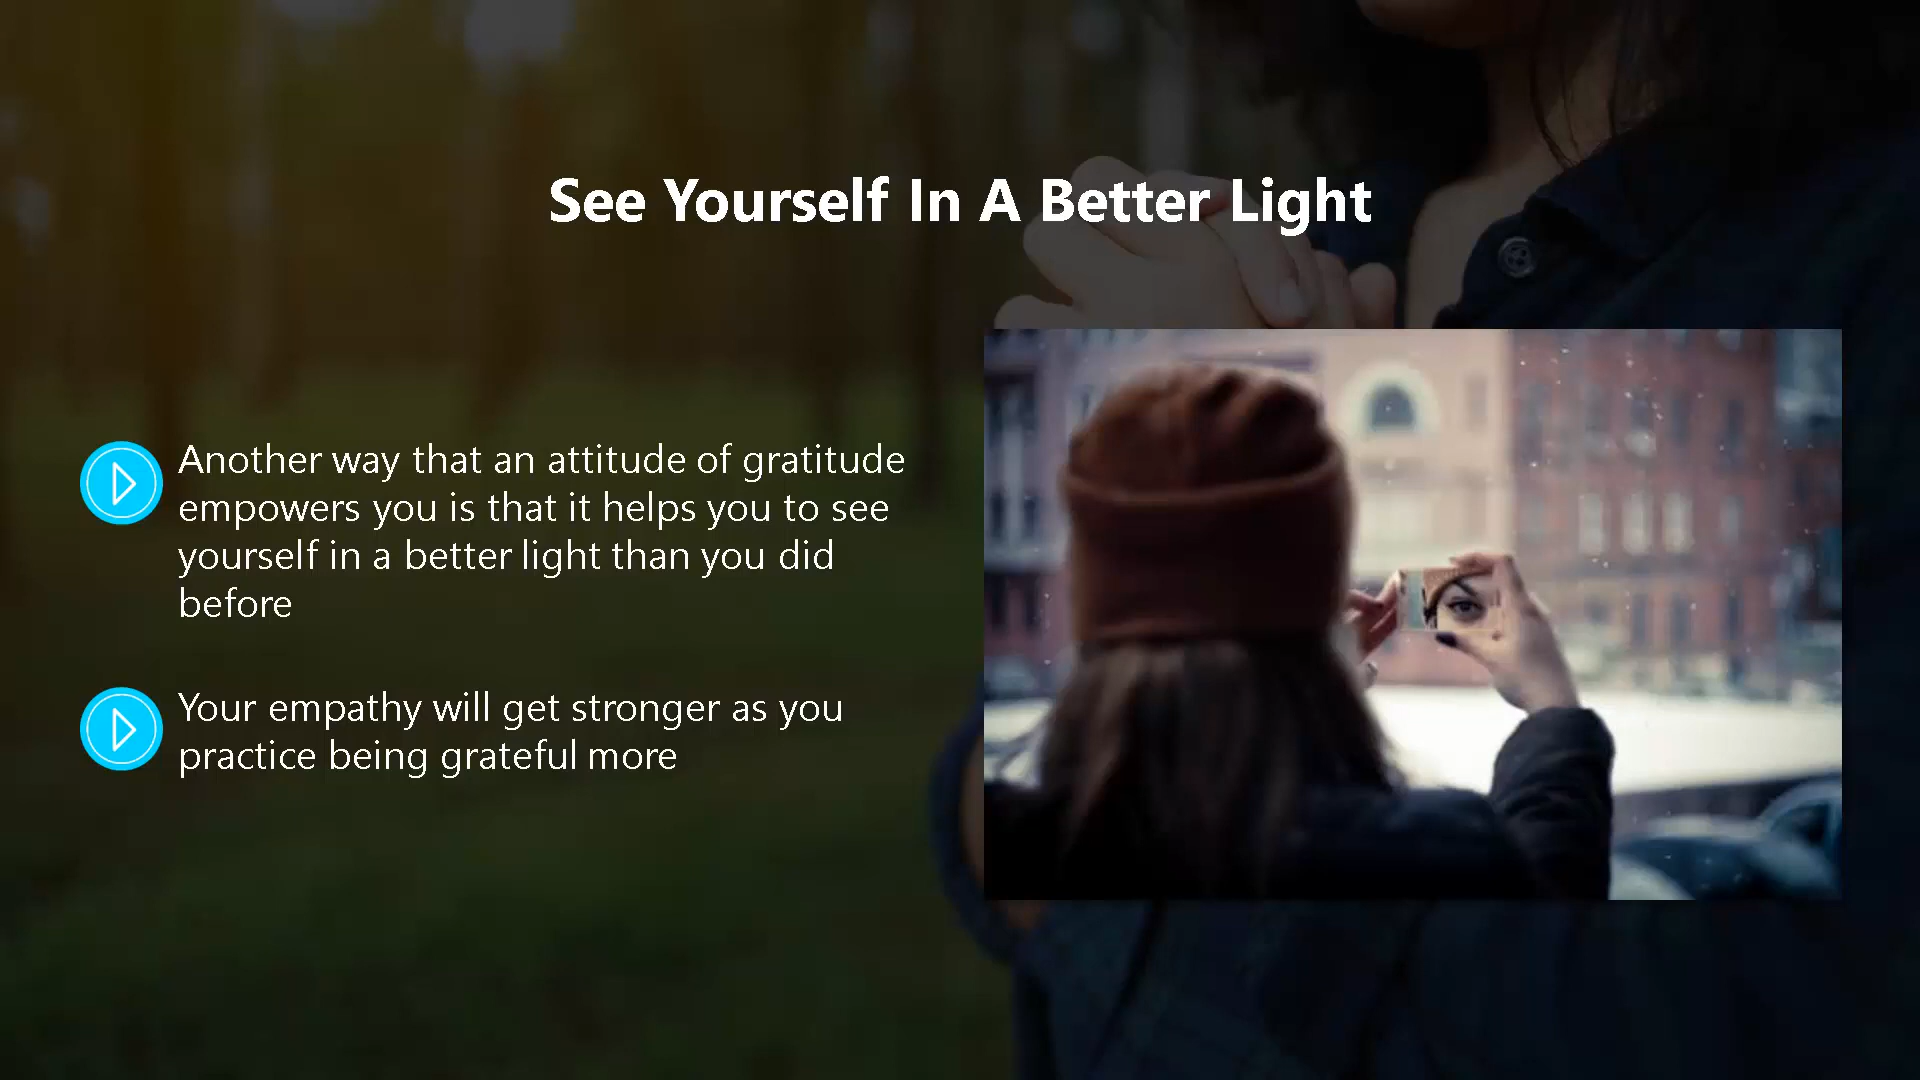 See Yourself In A Better Light
Another way that an attitude of gratitude
empowers you is that it helps you to see
yourself in a better light than you did
before
Your empathy will get stronger as you
practice being grateful more